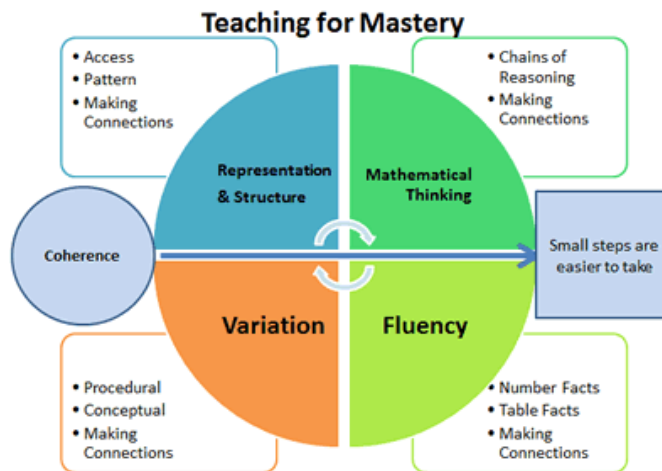 Teaching for Mastery
• Access
• Pattern
• Making
Connections
• Chains of
Reasoning
• Making
Connections
Representation
& Structure
Mathematical
Thinking
Coherence
Small steps are
easier to take
Variation
Fluency
• Procedural
• Conceptual
• Making
Connections
• Number Facts
• Table Facts
• Making
Connections